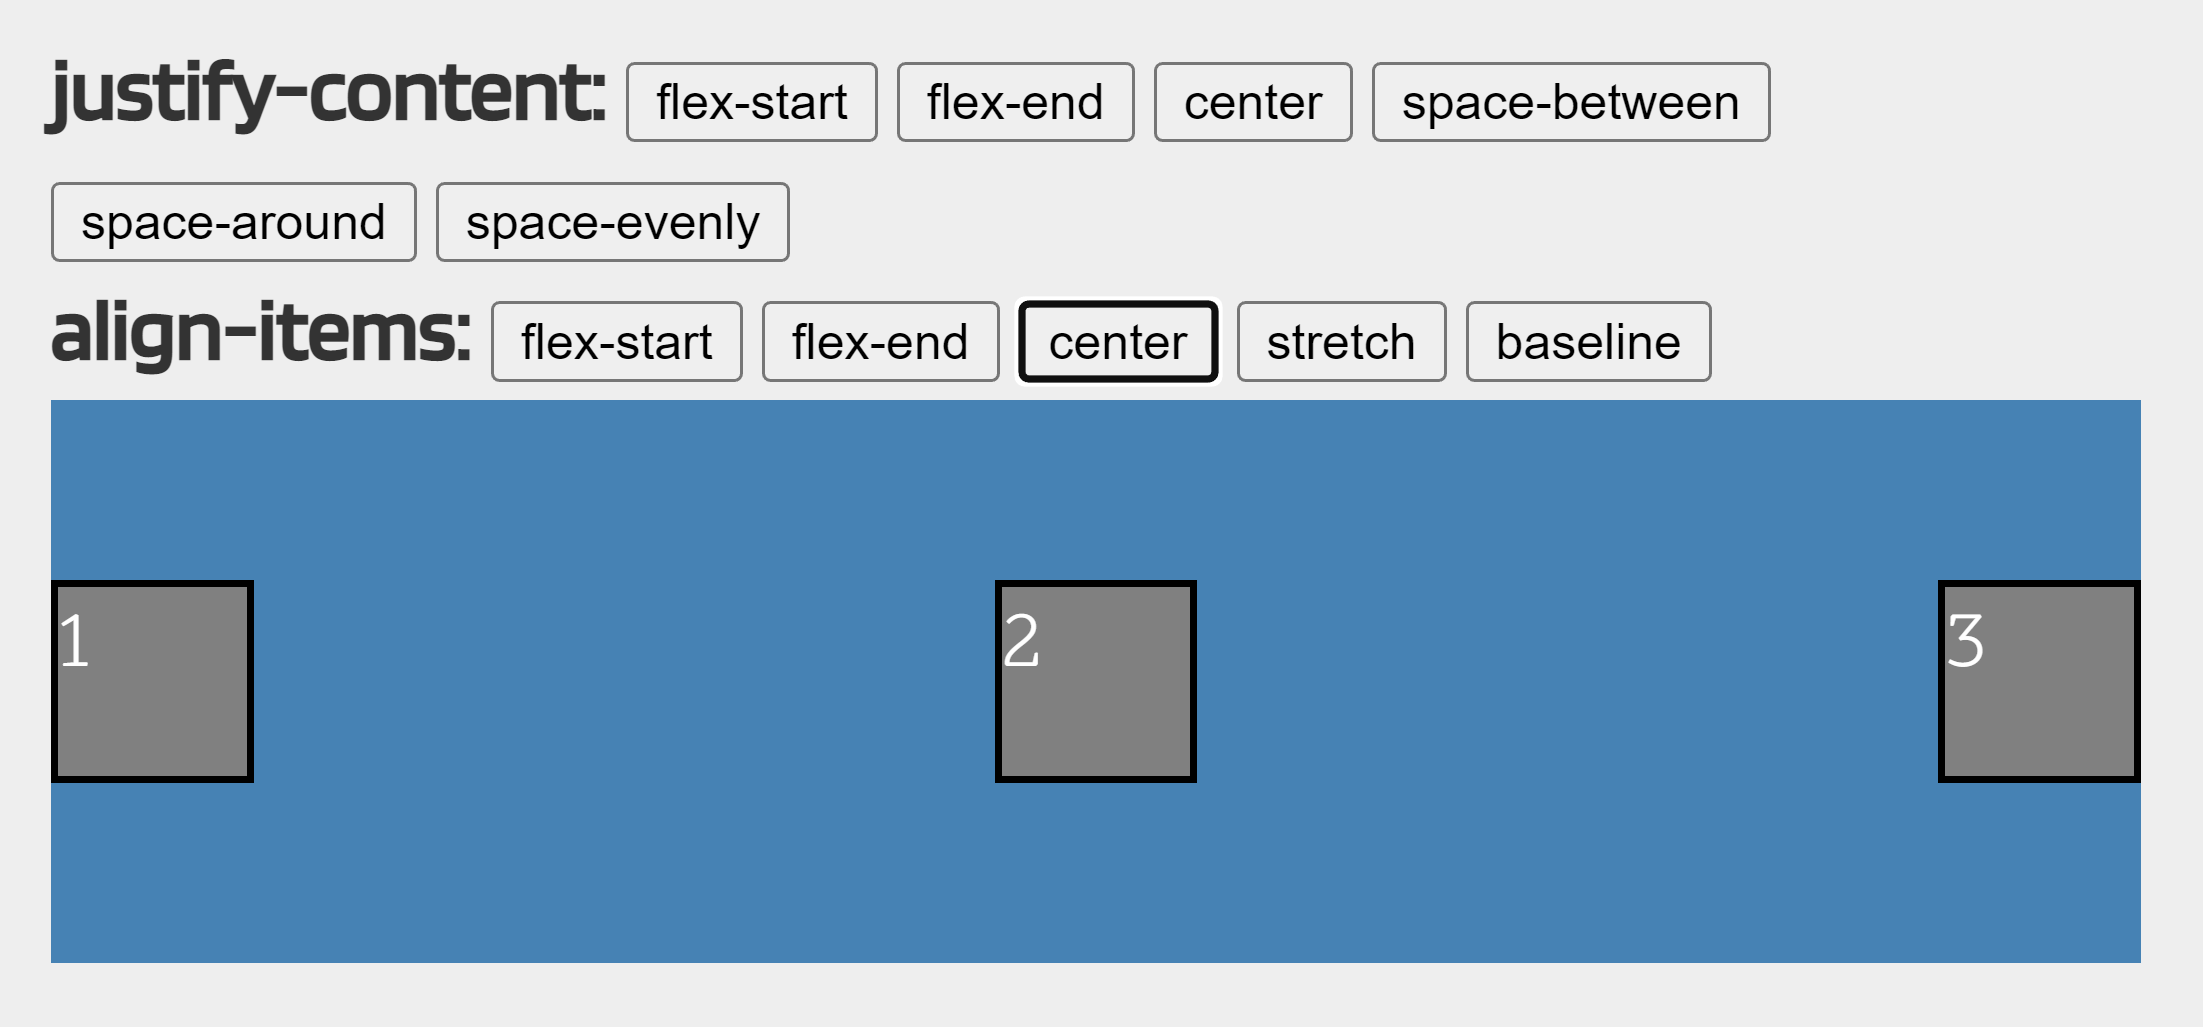 justify-content: flex-start flex-end center space-between
space-around space-evenly
align-items: flex-start flex-end center stretch baseline
1 2 3